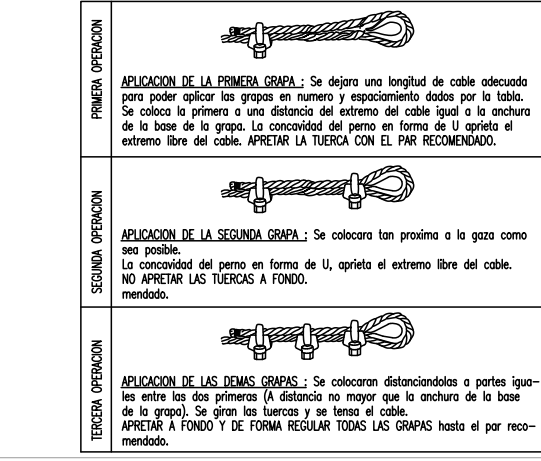 PRIMERA OPERACION
APLICACION DE LA PRIMERA GRAPA : Se dejara una longitud de cable adecuada
para poder aplicar las grapas en numero y espaciamiento dados por la tabla.
Se coloca la primera a una distancia del extremo del cable igual a la anchura
de la base de la grapa. La concavidad del perno en forma de U aprieta el
extremo libre del cable. APRETAR LA TUERCA CON EL PAR RECOMENDADO.
SEGUNDA OPERACION
APLICACION DE LA SEGUNDA GRAPA : Se colocara tan proxima a la gaza como
sea posible.
La concavidad del perno en forma de U, aprieta el extremo libre del cable.
NO APRETAR LAS TUERCAS A FONDO.
mendado.
TERCERA OPERACION
APLICACION DE LAS DEMAS GRAPAS : Se colocaran distanciandolas a partes igua-
les entre las dos primeras (A distancia no mayor que la anchura de la base
de la grapa). Se giran las tuercas y se tensa el cable.
APRETAR A FONDO Y DE FORMA REGULAR TODAS LAS GRAPAS hasta el par reco-
mendado.